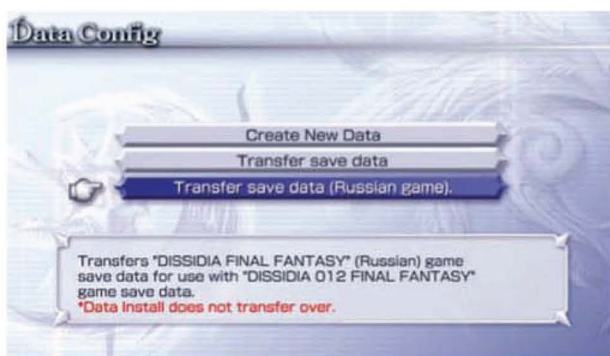 Data Config
Create New Data
Transfer save data
Transfer save data (Russian game).
Transfers "DISSIDIA FINAL FANTASY" (Russian) game
save data for use with "DISSIDIA 012 FINAL FANTASY"
game save data.
*Data Install does not transfer over.